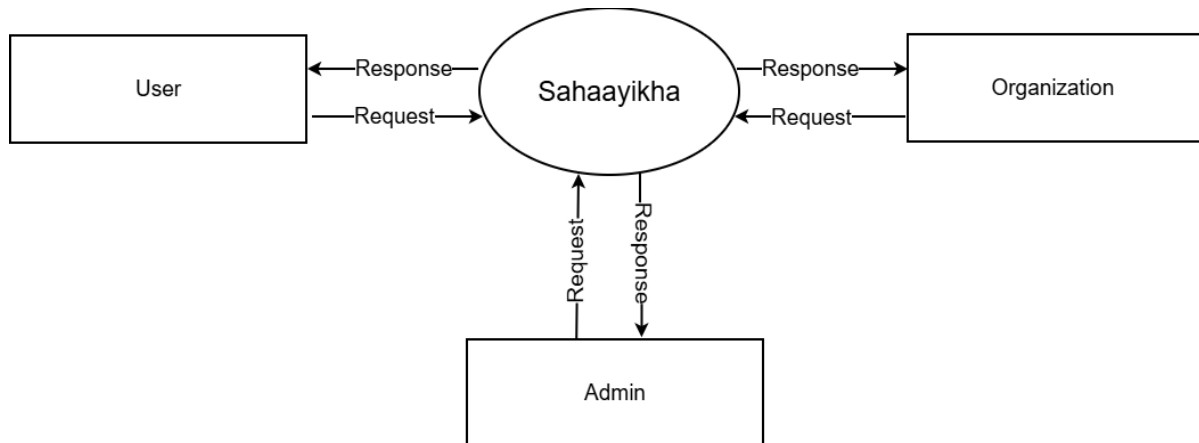 User
Response
Request
Sahaayikha
Response
Request
Organization
Request
Response
Admin